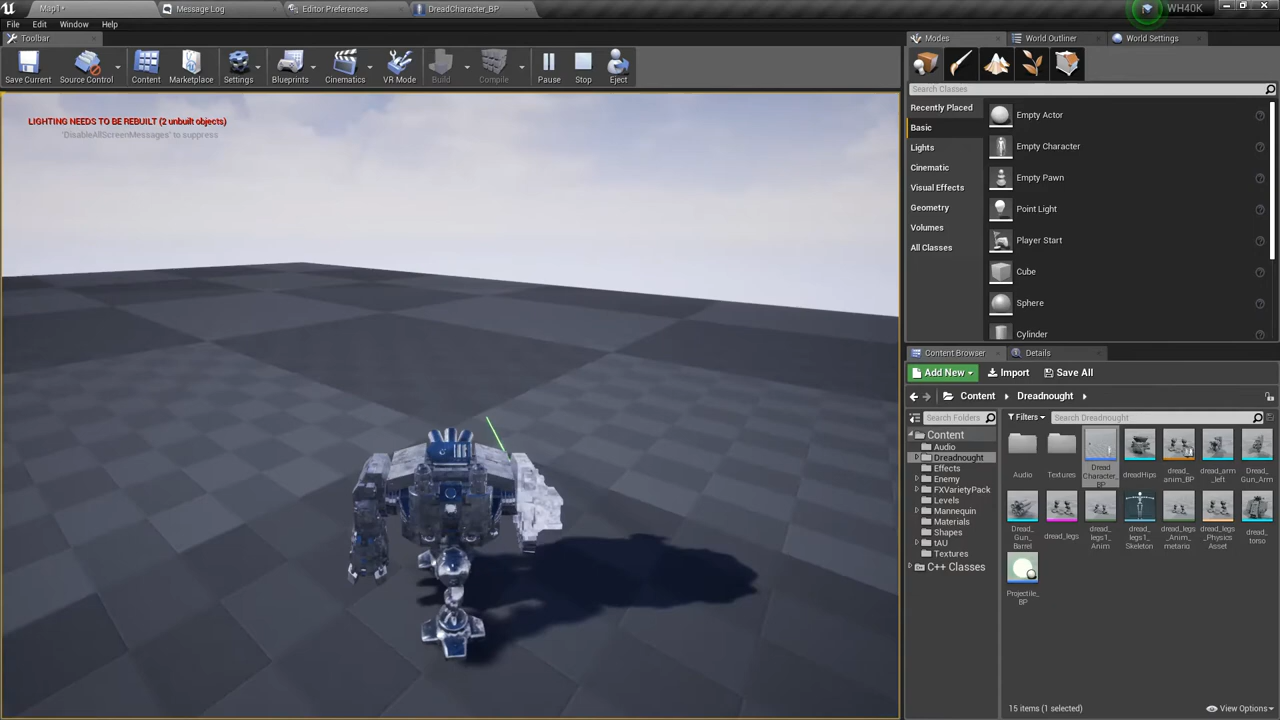 Map1*
Message Log
Editor Preferences
DreadCharacter_BP
WH40K
File
Edit
Window
Help
Toolbar
Save Current
Source Control
Content
Marketplace
Settings
Blueprints
Cinematics
VR Mode
Build
Compile
Pause
Stop
Eject
LIGHTING NEEDS TO BE REBUILT (2 unbuilt objects)
'DisableAllScreenMessages' to suppress
Modes
World Outliner
World Settings
Search Classes
Recently Placed
Basic
Lights
Cinematic
Visual Effects
Geometry
Volumes
All Classes
Empty Actor
Empty Character
Empty Pawn
Point Light
Player Start
Cube
Sphere
Cylinder
Content Browser
Details
Add New
Import
Save All
Content
Dreadnought
Search Folders
Filters
Search Dreadnought
Content
Audio
Dreadnought
Effects
Enemy
FXVarietyPack
Levels
Mannequin
Materials
Shapes
tAU
Textures
C++ Classes
Audio
Textures
Dread
Character_
BP
dreadHips
dread_
anim_BP
dread_arm
_left
Dread_
Gun_Arm
Dread_
Gun_
Barrel
dread_legs
dread_
legs1_
Anim
dread_
legs1_
Skeleton
dread_legs
_Anim_
metarig
dread_legs
_Physics
Asset
dread_
torso
Projectile_
BP
15 items (1 selected)
View Options